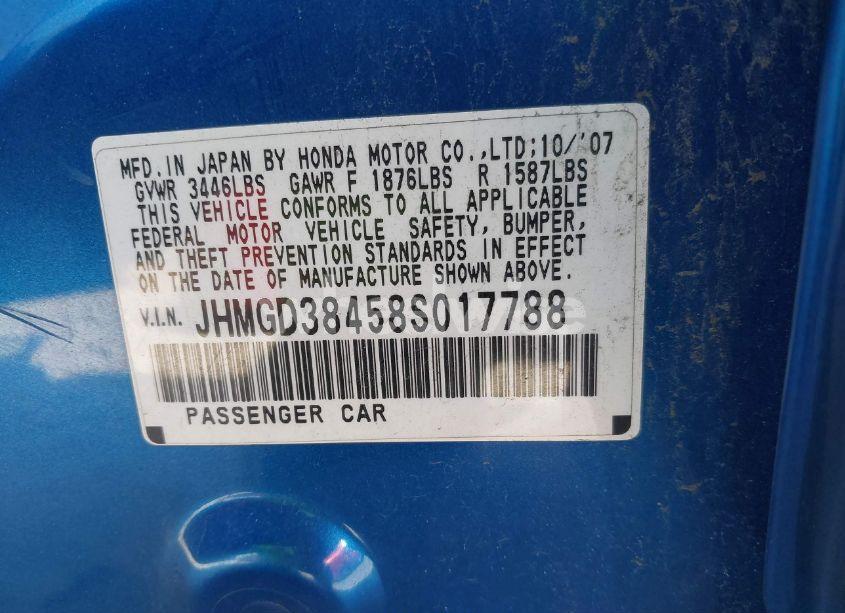 MFD.IN JAPAN BY HONDA MOTOR CO.,LTD;10/'07
GVWR 3446LBS GAWR F 1876LBS R 1587LBS
THIS VEHICLE CONFORMS TO ALL APPLICABLE
FEDERAL MOTOR VEHICLE SAFETY, BUMPER,
AND THEFT PREVENTION STANDARDS IN EFFECT
ON THE DATE OF MANUFACTURE SHOWN ABOVE.
V.I.N. JHMGD38458S017788
PASSENGER CAR